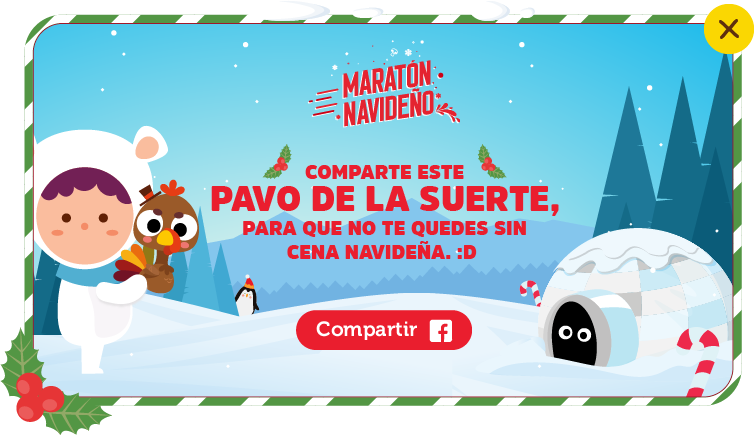 MARATÓN
NAVIDEÑO
COMPARTE ESTE
PAVO DE LA SUERTE,
PARA QUE NO TE QUEDES SIN
CENA NAVIDEÑA. :D
Compartir